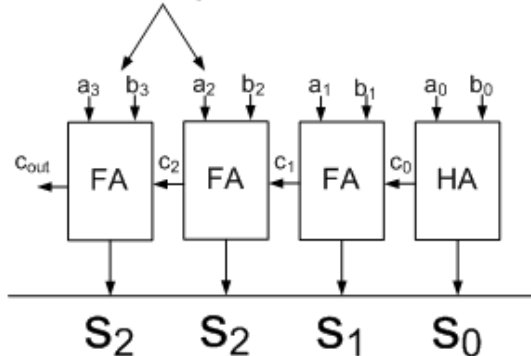 a₃ b₃ a₂ b₂ a₁ b₁ a₀ b₀
c_out FA c₂ FA c₁ FA c₀ HA
S₂ S₂ S₁ S₀